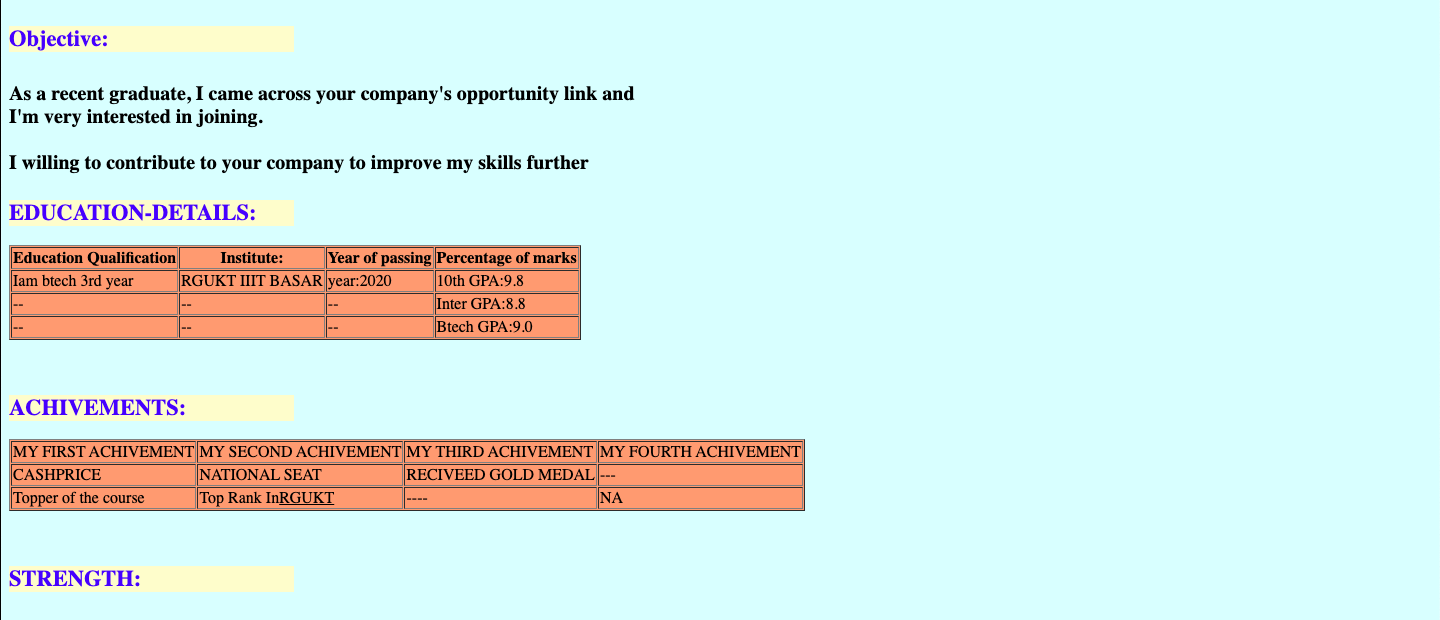 Objective:
As a recent graduate, I came across your company's opportunity link and
I'm very interested in joining.
I willing to contribute to your company to improve my skills further
EDUCATION-DETAILS:
Education Qualification Institute: Year of passing Percentage of marks
Iam btech 3rd year RGUKT IIIT BASAR year:2020 10th GPA:9.8
-- -- -- Inter GPA:8.8
-- -- -- Btech GPA:9.0
ACHIVEMENTS:
MY FIRST ACHIVEMENT MY SECOND ACHIVEMENT MY THIRD ACHIVEMENT MY FOURTH ACHIVEMENT
CASHPRICE NATIONAL SEAT RECIVEED GOLD MEDAL ---
Topper of the course Top Rank InRGUKT ---- NA
STRENGTH: